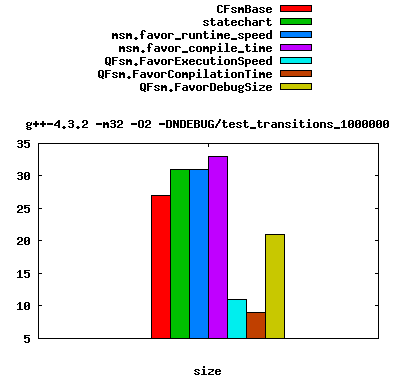 CFsmBase
statechart
msm.favor_runtime_speed
msm.favor_compile_time
QFsm.FavorExecutionSpeed
QFsm.FavorCompilationTime
QFsm.FavorDebugSize
g++-4.3.2 -m32 -O2 -DNDEBUG/test_transitions_1000000
35
30
25
20
15
10
5
size